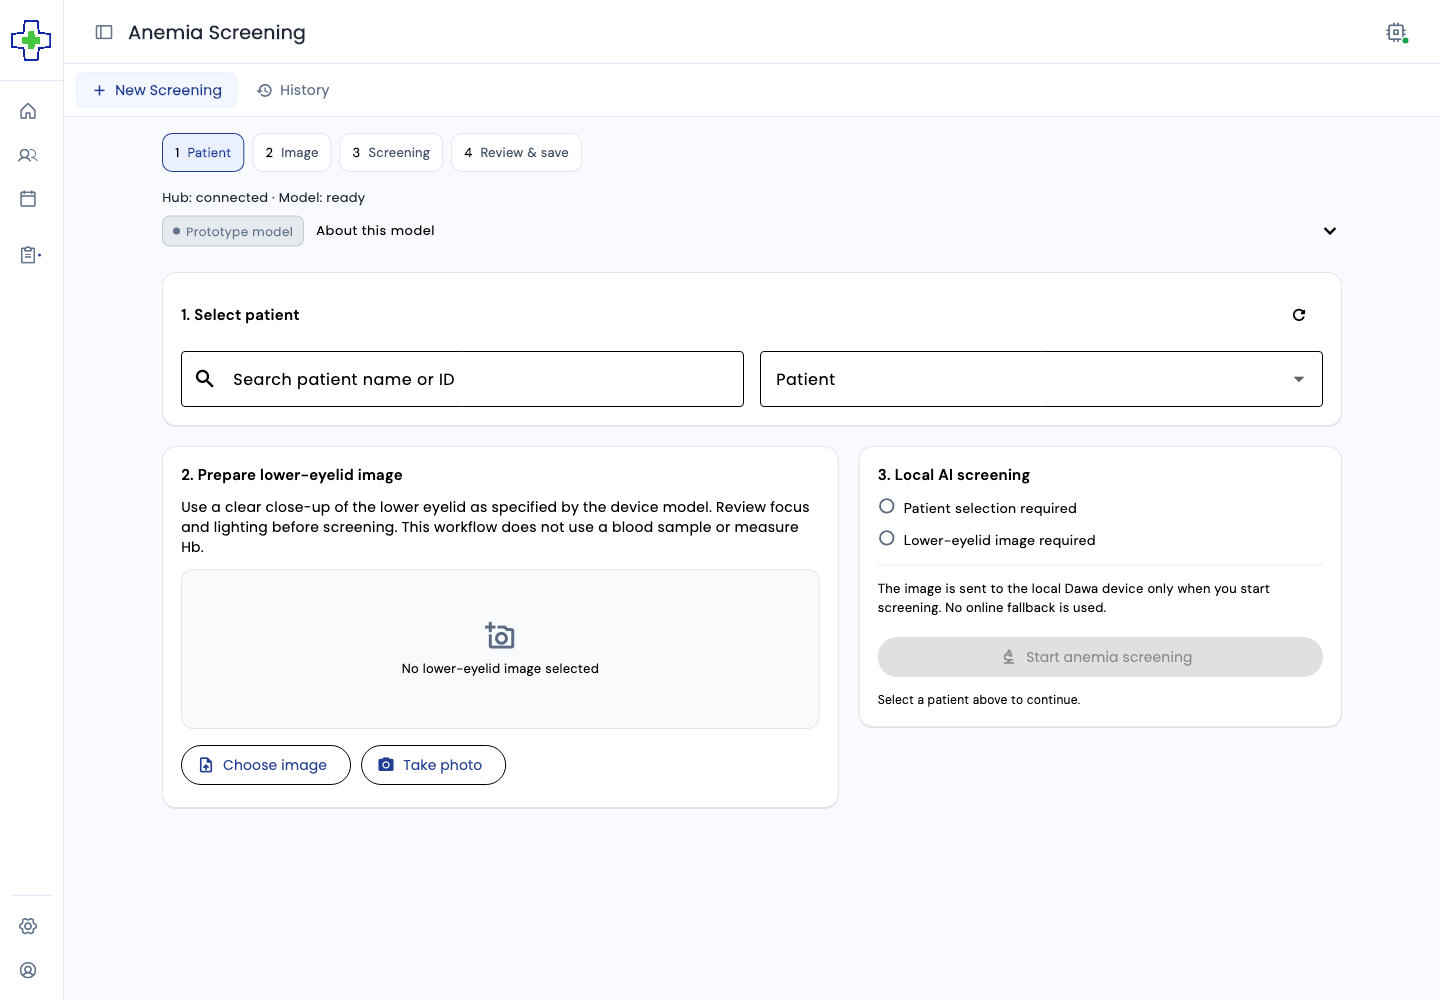 Anemia Screening
New Screening
History
1 Patient
2 Image
3 Screening
4 Review & save
Hub: connected · Model: ready
Prototype model
About this model
1. Select patient
Search patient name or ID
Patient
2. Prepare lower-eyelid image
Use a clear close-up of the lower eyelid as specified by the device model. Review focus
and lighting before screening. This workflow does not use a blood sample or measure
Hb.
No lower-eyelid image selected
Choose image
Take photo
3. Local AI screening
Patient selection required
Lower-eyelid image required
The image is sent to the local Dawa device only when you start
screening. No online fallback is used.
Start anemia screening
Select a patient above to continue.